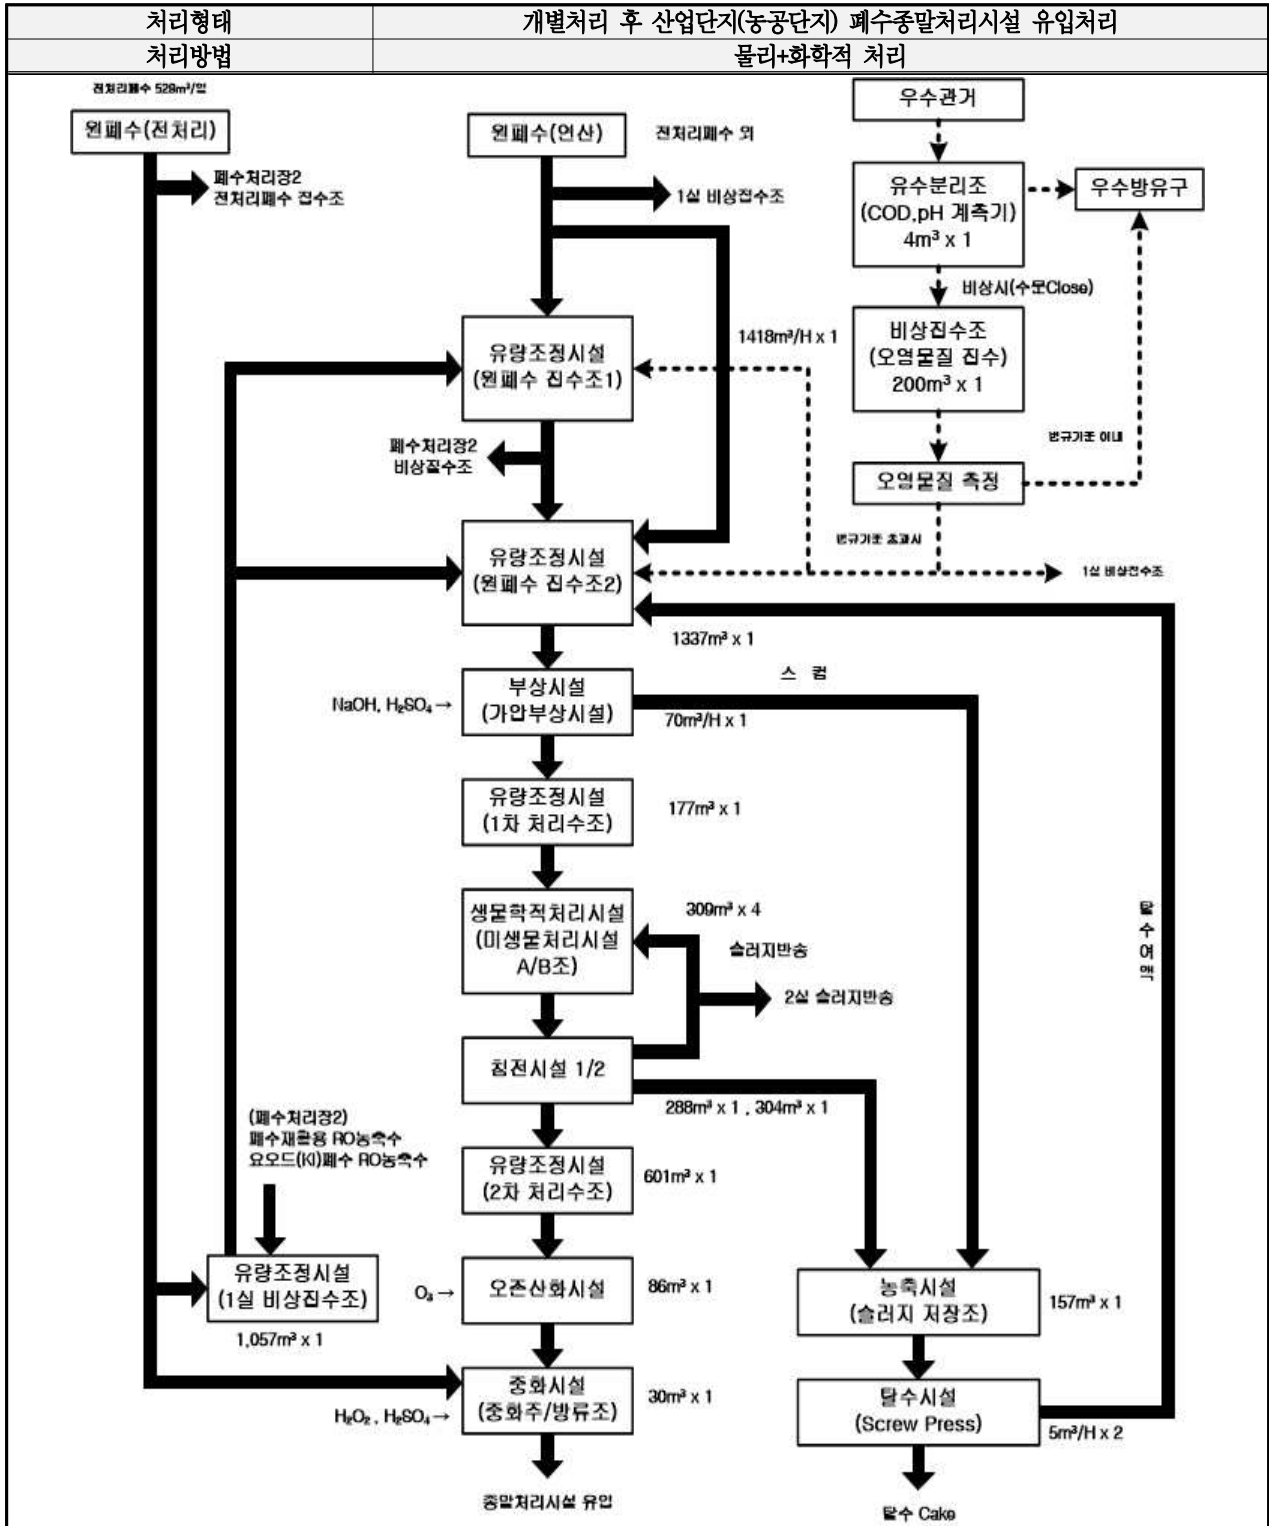 처리형태
개별처리 후 산업단지(농공단지) 폐수종말처리시설 유입처리
처리방법
물리+화학적 처리
전처리폐수 529m³/일
원폐수(전처리)
폐수처리장2
전처리폐수 집수조
원폐수(연산)
전처리폐수 외
1실 비상집수조
우수관거
유수분리조
(COD,pH 계측기)
4m³ x 1
우수방유구
비상시(수문Close)
비상집수조
(오염물질 집수)
200m³ x 1
1418m³/H x 1
유량조정시설
(원폐수 집수조1)
폐수처리장2
비상집수조
법규기준 이내
오염물질 측정
법규기준 초과시
1실 비상집수조
유량조정시설
(원폐수 집수조2)
1337m³ x 1
스 컴
NaOH, H₂SO₄→
부상시설
(가압부상시설)
70m³/H x 1
유량조정시설
(1차 처리수조)
177m³ x 1
생물학적처리시설
(미생물처리시설
A/B조)
309m³ x 4
슬러지반송
2실 슬러지반송
탈수여액
침전시설 1/2
288m³ x 1 , 304m³ x 1
(폐수처리장2)
폐수재활용 RO농축수
요오드(KI)폐수 RO농축수
유량조정시설
(2차 처리수조)
601m³ x 1
유량조정시설
(1실 비상집수조)
1,057m³ x 1
O₃→
오존산화시설
86m³ x 1
농축시설
(슬러지 저장조)
157m³ x 1
H₂O₂ , H₂SO₄→
중화시설
(중화주/방류조)
30m³ x 1
탈수시설
(Screw Press)
5m³/H x 2
종말처리시설 유입
탈수 Cake